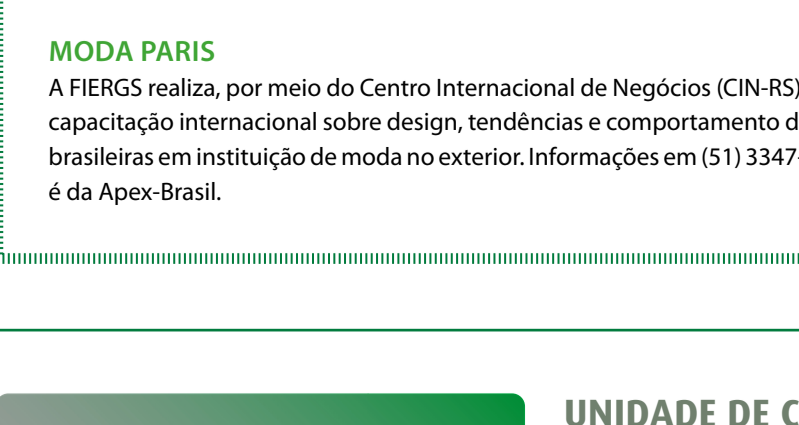 MODA PARIS
A FIERGS realiza, por meio do Centro Internacional de Negócios (CIN-RS)
capacitação internacional sobre design, tendências e comportamento d
brasileiras em instituição de moda no exterior. Informações em (51) 3347-
é da Apex-Brasil.
UNIDADE DE C